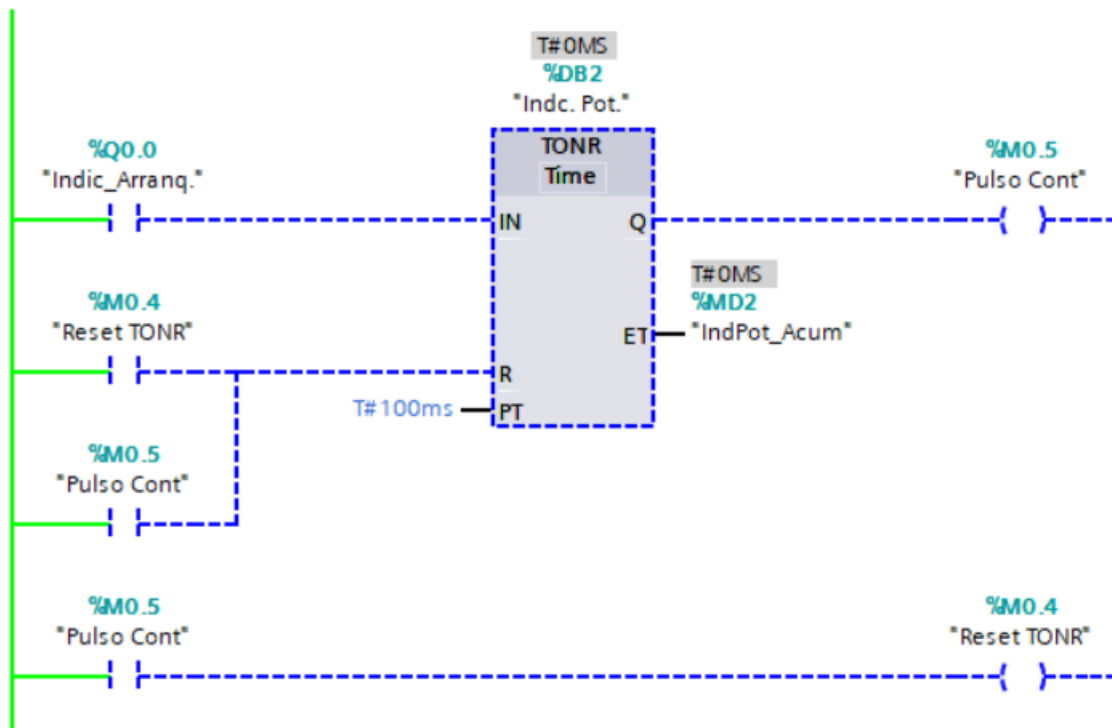 T#0MS
%DB2
"Indc. Pot."
TONR
Time
%Q0.0
"Indic_Arranq."
IN
Q
%M0.5
"Pulso Cont"
T#0MS
%MD2
"IndPot_Acum"
ET
%M0.4
"Reset TONR"
R
T#100ms
PT
%M0.5
"Pulso Cont"
%M0.5
"Pulso Cont"
%M0.4
"Reset TONR"